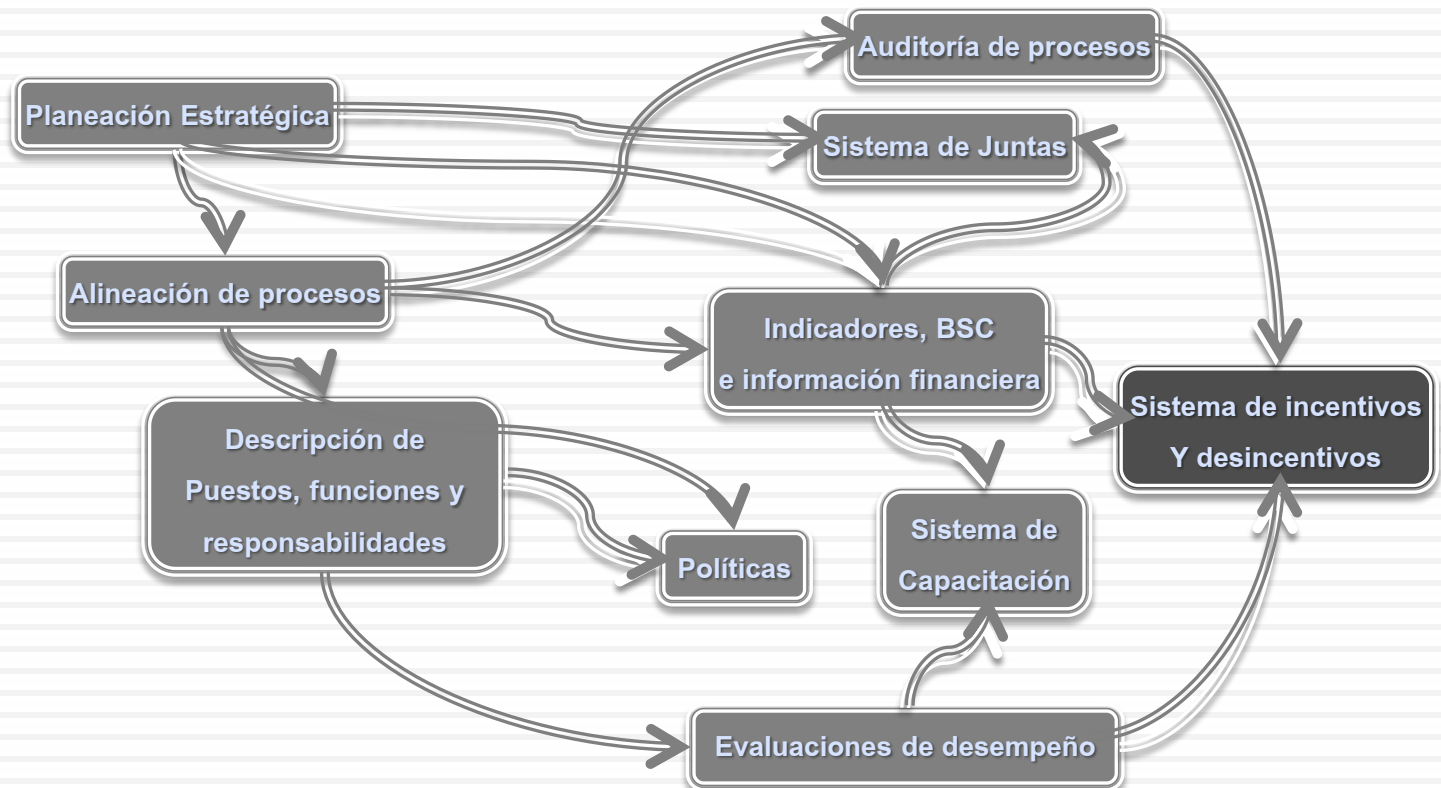 Auditoría de procesos
Planeación Estratégica
Sistema de Juntas
Alineación de procesos
Indicadores, BSC
e información financiera
Sistema de incentivos
Y desincentivos
Descripción de
Puestos, funciones y
responsabilidades
Sistema de
Capacitación
Políticas
Evaluaciones de desempeño